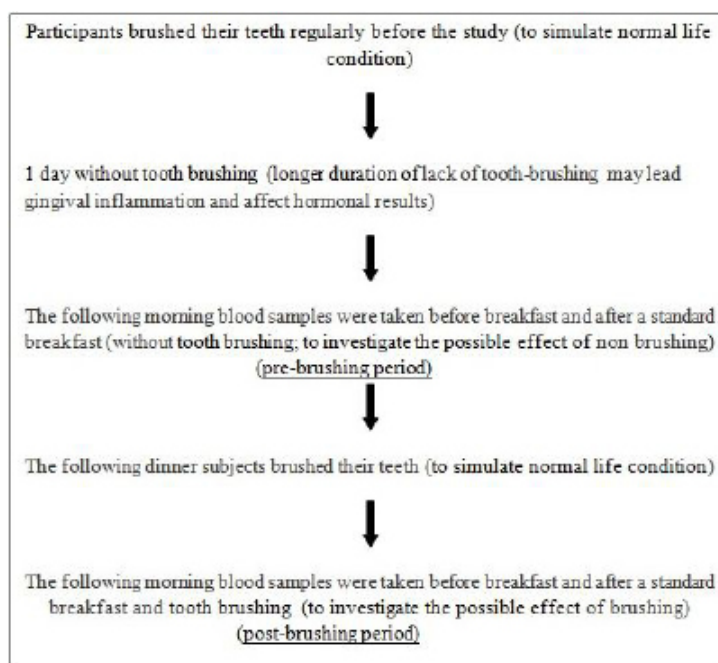 Participants brushed their teeth regularly before the study (to simulate normal life
condition)
1 day without tooth brushing (longer duration of lack of tooth-brushing may lead
gingival inflammation and affect hormonal results)
The following morning blood samples were taken before breakfast and after a standard
breakfast (without tooth brushing; to investigate the possible effect of non brushing)
(pre-brushing period)
The following dinner subjects brushed their teeth (to simulate normal life condition)
The following morning blood samples were taken before breakfast and after a standard
breakfast and tooth brushing (to investigate the possible effect of brushing)
(post-brushing period)